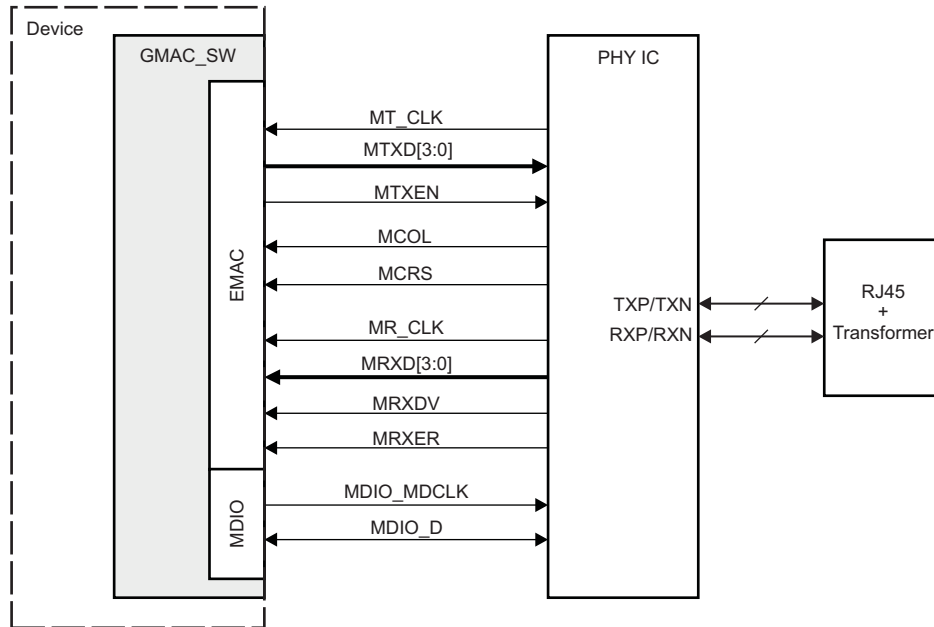 Device
GMAC_SW
PHY IC
MT_CLK
MTXD[3:0]
MTXEN
MCOL
MCRS
EMAC
MR_CLK
MRXD[3:0]
MRXDV
MRXER
TXP/TXN
RXP/RXN
RJ45
+
Transformer
MDIO
MDIO_MDCLK
MDIO_D